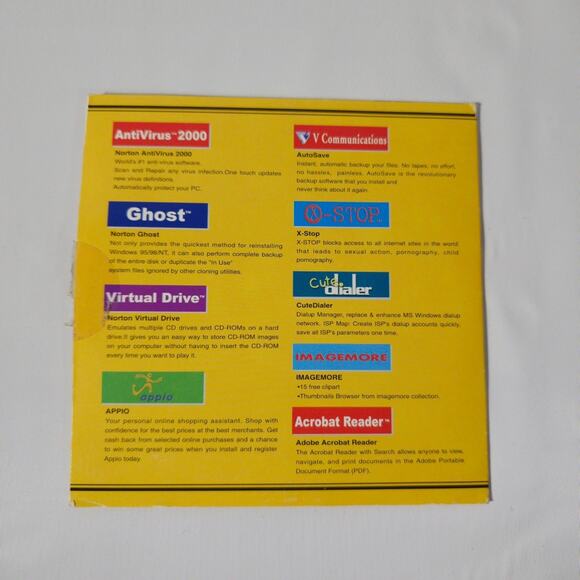 AntiVirus™2000
Norton AntiVirus 2000
World's #1 anti-virus software.
Scan and Repair any virus infection.One touch updates
new virus definitions.
Automatically protect your PC.
Ghost™
Norton Ghost
Not only provides the quickest method for reinstalling
Windows 95/98/NT, it can also perform complete backup
of the entire disk or duplicate the "In Use"
system files ignored by other cloning utilities.
Virtual Drive™
Norton Virtual Drive
Emulates multiple CD drives and CD-ROMs on a hard
drive.It gives you an easy way to store CD-ROM images
on your computer without having to insert the CD-ROM
every time you want to play it.
appio
APPIO
Your personal online shopping assistant. Shop with
confidence for the best prices at the best merchants. Get
cash back from selected online purchases and a chance
to win some great prizes when you install and register
Appio today.
V Communications
AutoSave
Instant, automatic backup your files. No tapes, no effort,
no hassles, painless. AutoSave is the revolutionary
backup software that you install and
never think about it again.
X-STOP
X-Stop
X-STOP blocks access to all internet sites in the world
that leads to sexual action, pornography, child
pornography.
Cute dialer
CuteDialer
Dialup Manager, replace & enhance MS Windows dialup
network. ISP Map: Create ISP's dialup accounts quickly,
save all ISP's parameters one time.
IMAGEMORE
IMAGEMORE
•15 free clipart
•Thumbnails Browser from imagemore collection.
Acrobat Reader™
Adobe Acrobat Reader
The Acrobat Reader with Search allows anyone to view,
navigate, and print documents in the Adobe Portable
Document Format (PDF).